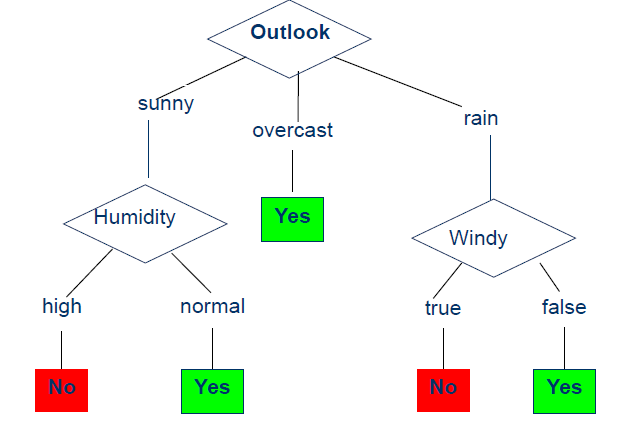 Outlook
sunny
overcast
rain
Humidity
Yes
Windy
high
normal
true
false
No
Yes
No
Yes